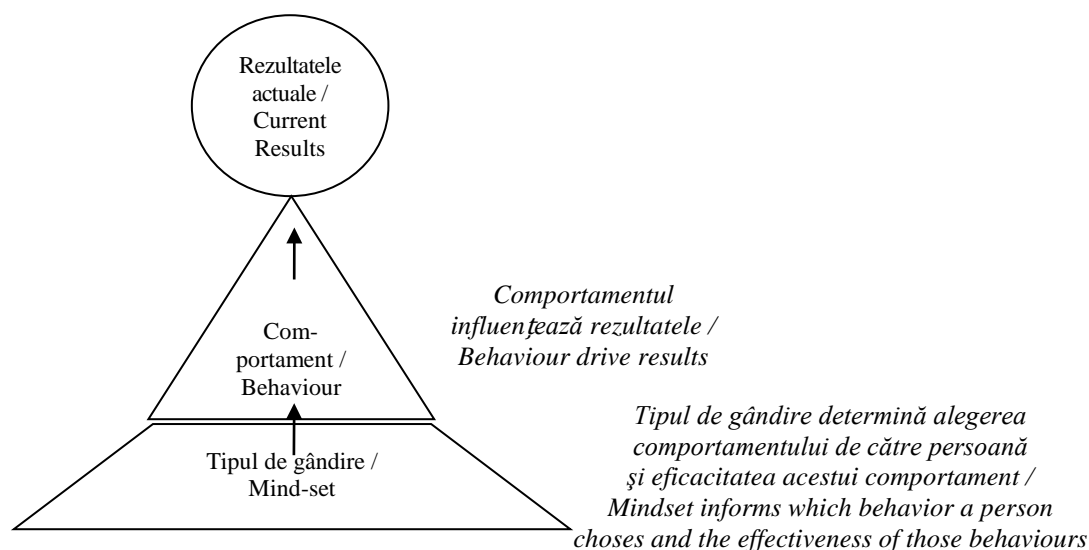 Rezultatele
actuale /
Current
Results
Com-
portament /
Behaviour
Comportamentul
influenţează rezultatele /
Behaviour drive results
Tipul de gândire /
Mind-set
Tipul de gândire determină alegerea
comportamentului de către persoană
şi eficacitatea acestui comportament /
Mindset informs which behavior a person
choses and the effectiveness of those behaviours